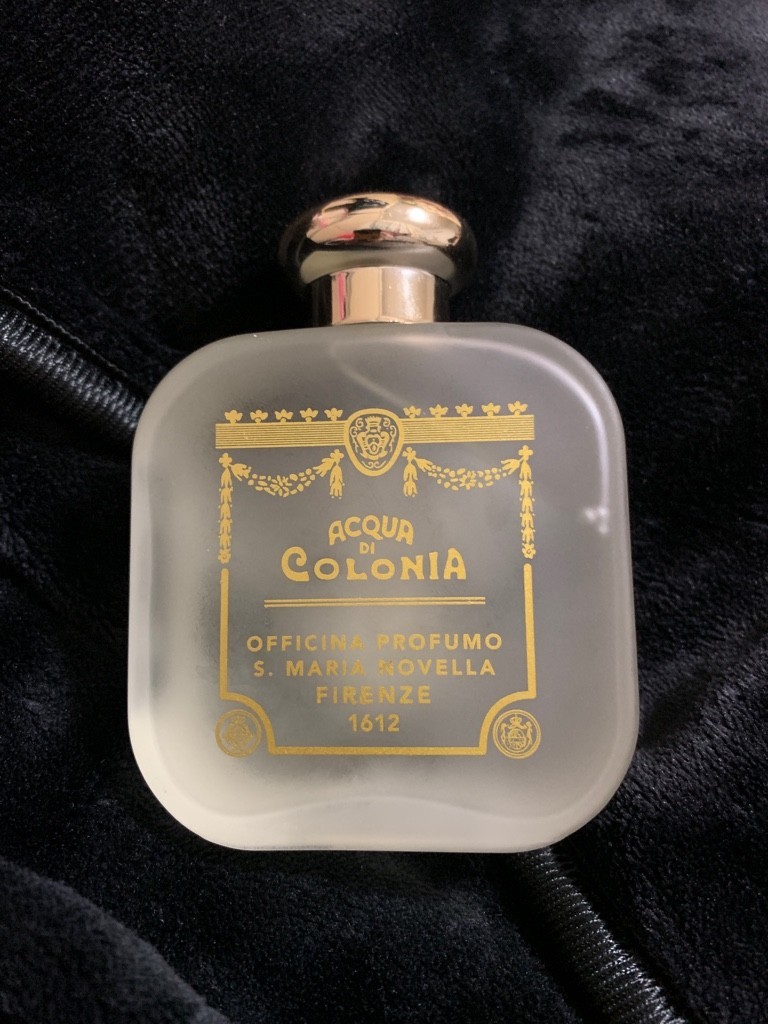 ACQUA
DI
COLONIA
OFFICINA PROFUMO
S. MARIA NOVELLA
FIRENZE
1612